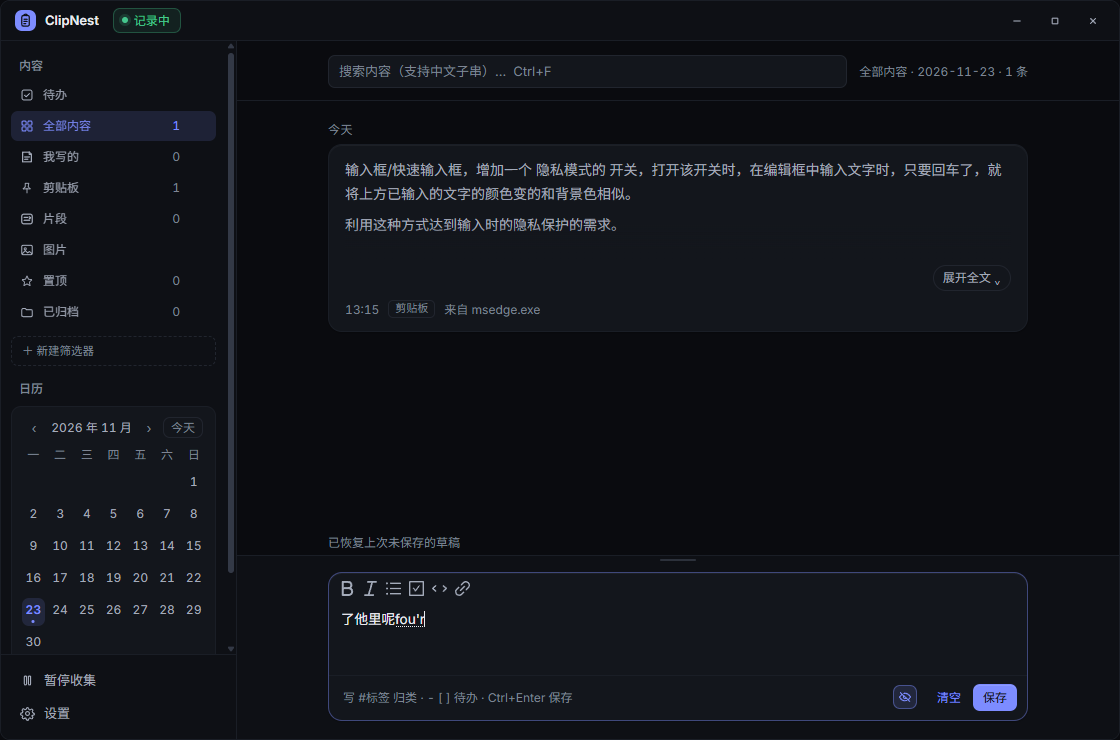 ClipNest
记录中
内容
待办
全部内容 1
我写的 0
剪贴板 1
片段 0
图片
置顶 0
已归档 0
+ 新建筛选器
日历
‹ 2026 年 11 月 › 今天
一 二 三 四 五 六 日
1
2 3 4 5 6 7 8
9 10 11 12 13 14 15
16 17 18 19 20 21 22
23 24 25 26 27 28 29
30
暂停收集
设置
搜索内容（支持中文子串）… Ctrl+F
全部内容 · 2026-11-23 · 1 条
今天
输入框/快速输入框，增加一个 隐私模式的 开关，打开该开关时，在编辑框中输入文字时，只要回车了，就
将上方已输入的文字的颜色变的和背景色相似。
利用这种方式达到输入时的隐私保护的需求。
展开全文
13:15 剪贴板 来自 msedge.exe
已恢复上次未保存的草稿
B I
了他里呢fou'r
写 #标签 归类 · - [ ] 待办 · Ctrl+Enter 保存
清空 保存